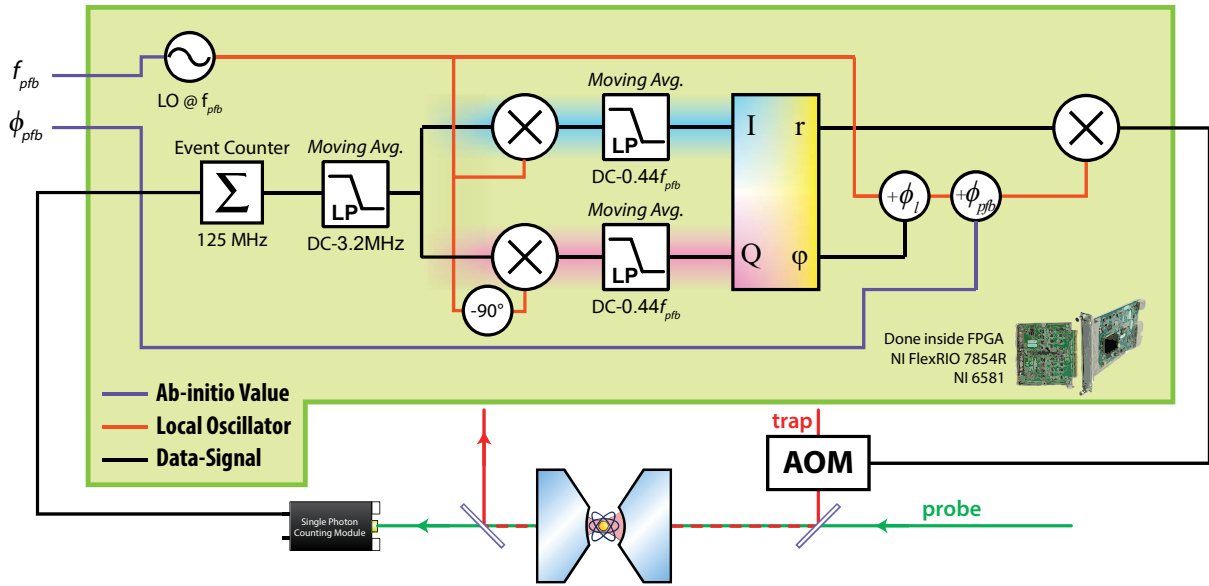 f_pfb
LO @ f_pfb
ϕ_pfb
Event Counter
Σ
125 MHz
Moving Avg.
LP
DC-3.2MHz
Moving Avg.
LP
DC-0.44f_pfb
Moving Avg.
LP
DC-0.44f_pfb
-90°
I r
Q φ
+ϕ_l
+ϕ_pfb
Done inside FPGA
NI FlexRIO 7854R
NI 6581
Ab-initio Value
Local Oscillator
Data-Signal
trap
AOM
probe
Single Photon
Counting Module